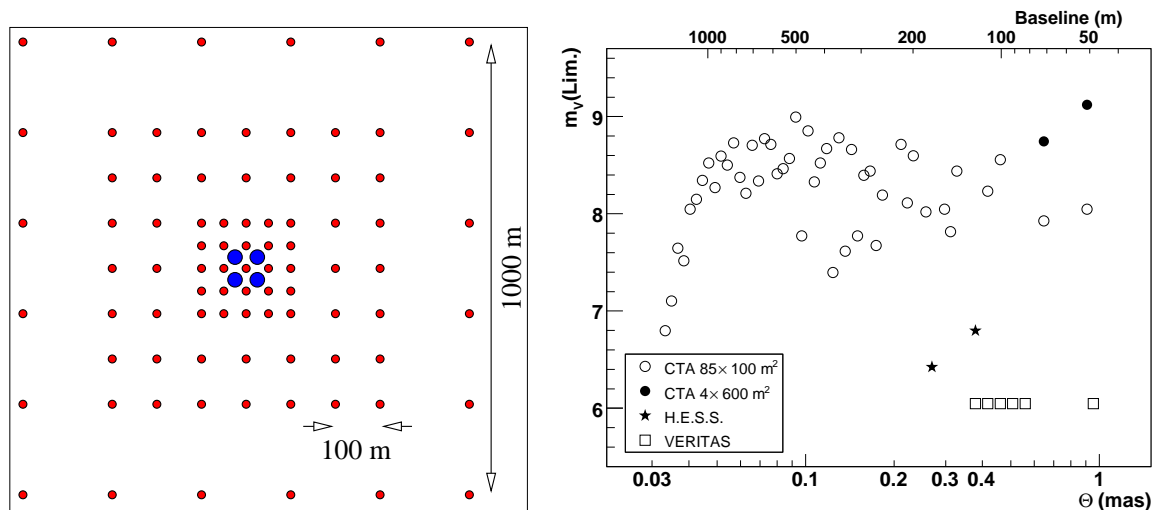 1000 m
100 m
Baseline (m)
1000 500 200 100 50
m_v(Lim.)
9
8
7
6
CTA 85× 100 m²
CTA 4× 600 m²
H.E.S.S.
VERITAS
0.03 0.1 0.2 0.3 0.4 1
Θ (mas)